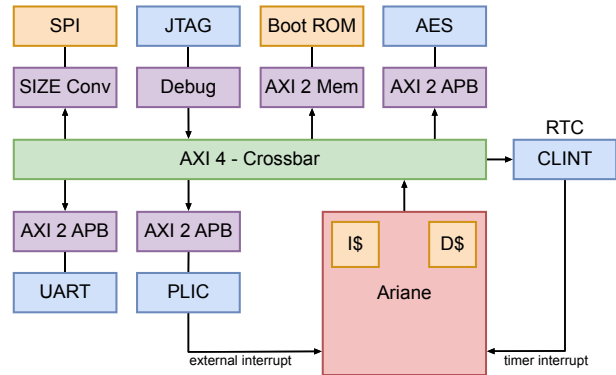 SPI
JTAG
Boot ROM
AES
SIZE Conv
Debug
AXI 2 Mem
AXI 2 APB
RTC
AXI 4 - Crossbar
CLINT
AXI 2 APB
AXI 2 APB
I$
D$
UART
PLIC
Ariane
external interrupt
timer interrupt